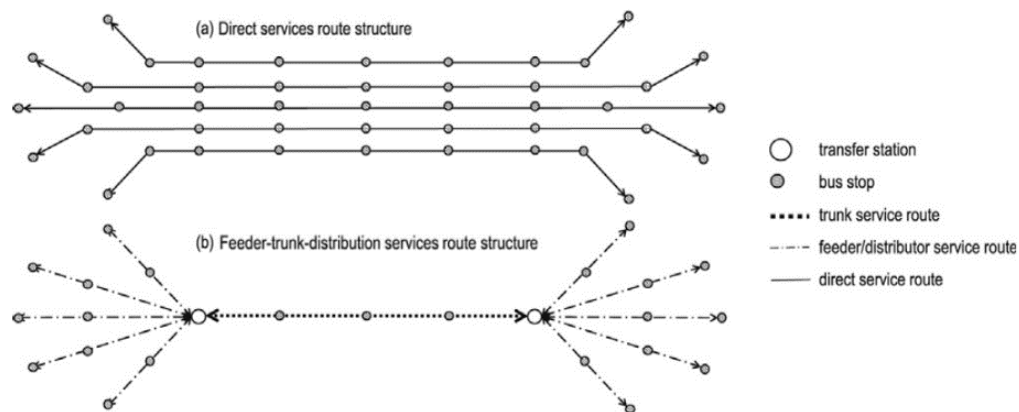 (a) Direct services route structure
(b) Feeder-trunk-distribution services route structure
transfer station
bus stop
trunk service route
feeder/distributor service route
direct service route